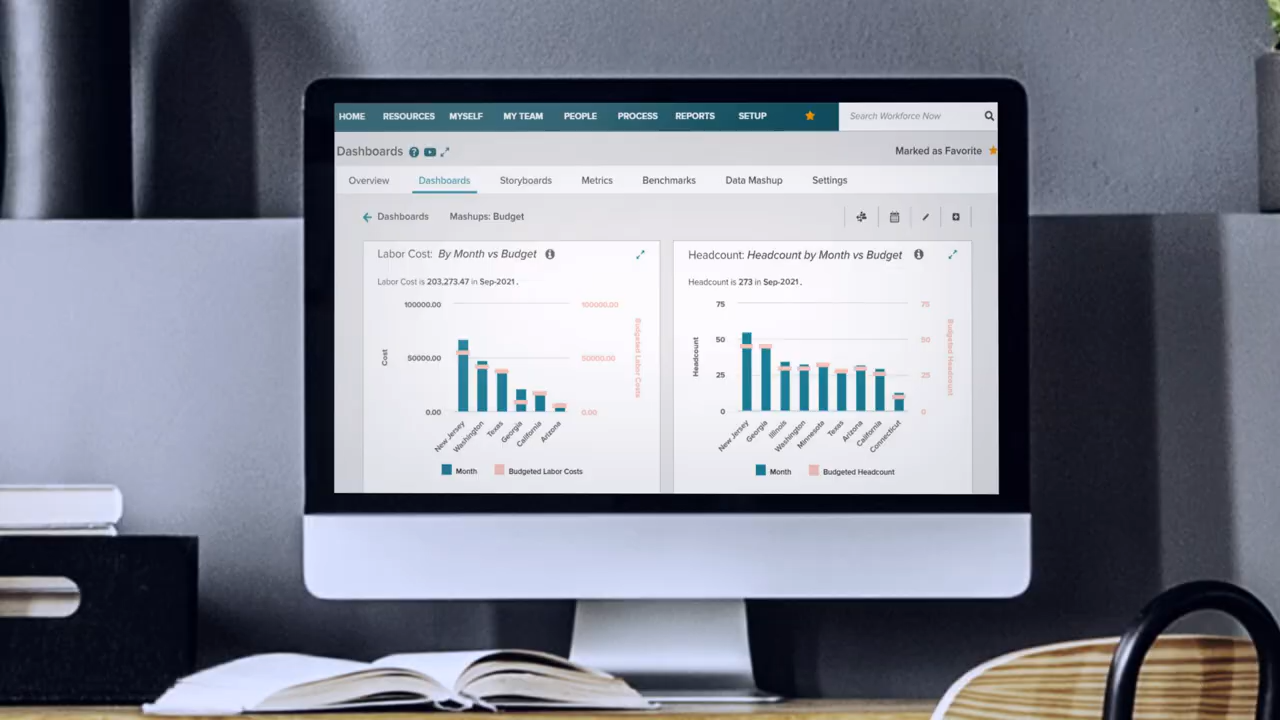 HOME RESOURCES MYSELF MY TEAM PEOPLE PROCESS REPORTS SETUP Search Workforce Now
Dashboards Marked as Favorite
Overview Dashboards Storyboards Metrics Benchmarks Data Mashup Settings
Dashboards Mashups: Budget
Labor Cost: By Month vs Budget
Labor Cost is 203,273.47 in Sep-2021.
100000.00 100000.00
Cost
50000.00 50000.00
Budgeted Labor Costs
0.00 0.00
New Jersey Washington Texas Georgia California Arizona
Month Budgeted Labor Costs
Headcount: Headcount by Month vs Budget
Headcount is 273 in Sep-2021.
75 75
Headcount
50 50
Budgeted Headcount
25 25
0 0
New Jersey Georgia Illinois Washington Minnesota Texas Arizona California Connecticut
Month Budgeted Headcount